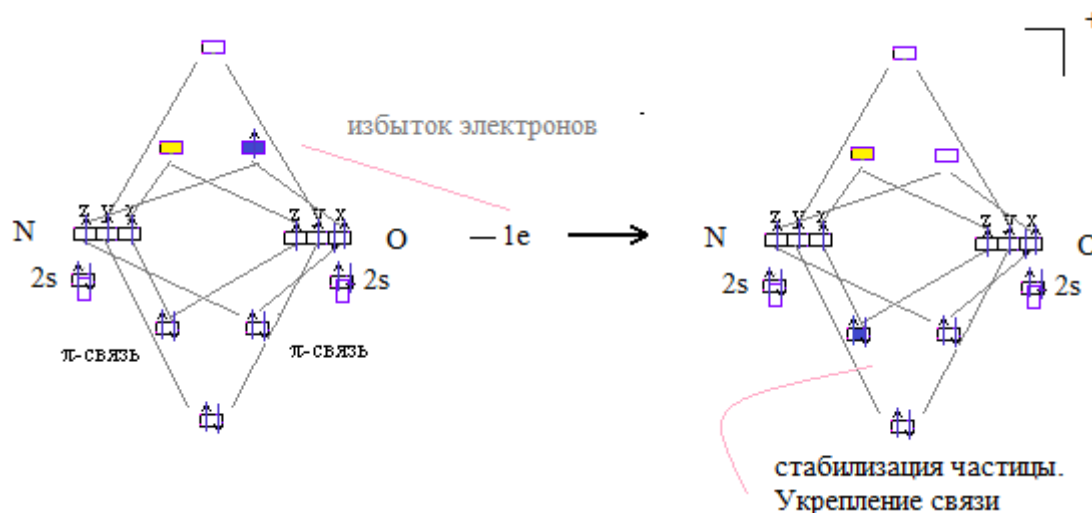 +
избыток электронов
z y x
z y x
N
O
— 1e
2s
2s
π-связь
π-связь
z y x
z y x
N
O
2s
2s
стабилизация частицы.
Укрепление связи